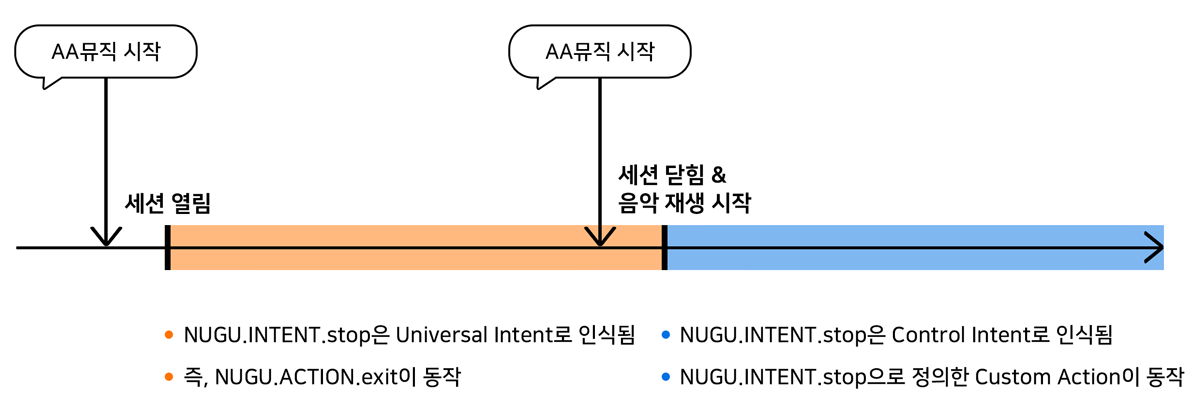 AA뮤직 시작
AA뮤직 시작
세션 열림
세션 닫힘 &
음악 재생 시작
NUGU.INTENT.stop은 Universal Intent로 인식됨
즉, NUGU.ACTION.exit이 동작
NUGU.INTENT.stop은 Control Intent로 인식됨
NUGU.INTENT.stop으로 정의한 Custom Action이 동작